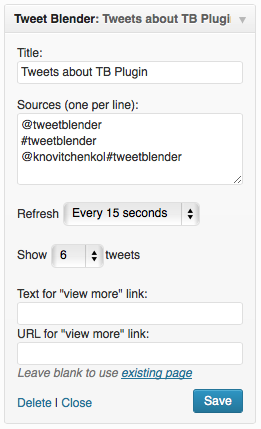 Tweet Blender: Tweets about TB Plugin
Title:
Tweets about TB Plugin
Sources (one per line):
@tweetblender
#tweetblender
@knovitchenkol#tweetblender
Refresh Every 15 seconds
Show 6 tweets
Text for "view more" link:
URL for "view more" link:
Leave blank to use existing page
Delete | Close Save